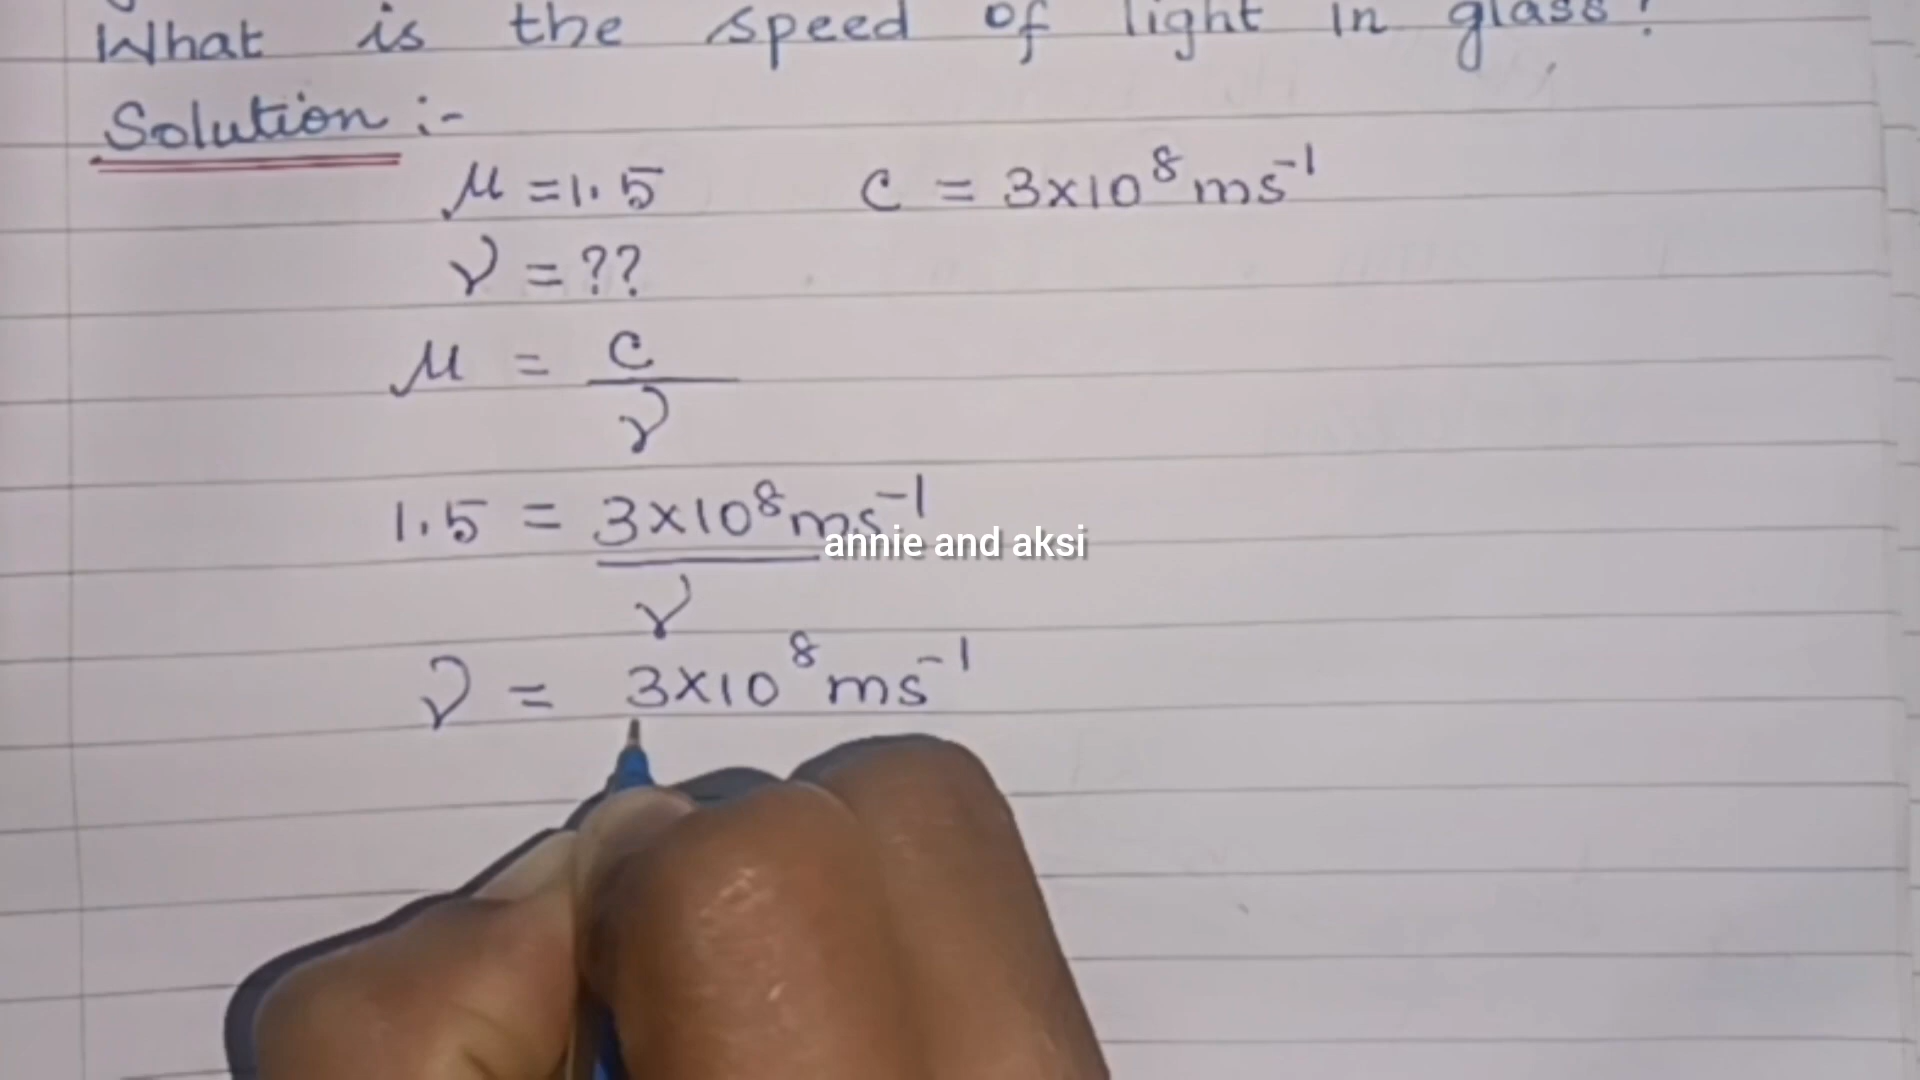 What is the speed of light in glass?
Solution :-
μ = 1.5 c = 3×10⁸ ms⁻¹
ν = ??
μ = c/ν
1.5 = 3×10⁸ ms⁻¹/ν
annie and aksi
ν = 3×10⁸ ms⁻¹